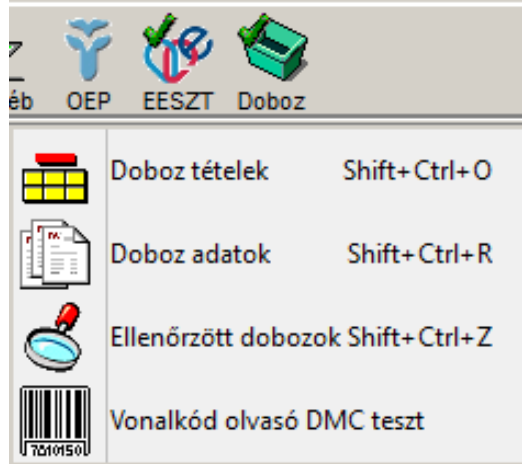 éb OEP EESZT Doboz
Doboz tételek Shift+Ctrl+O
Doboz adatok Shift+Ctrl+R
Ellenőrzött dobozok Shift+Ctrl+Z
Vonalkód olvasó DMC teszt